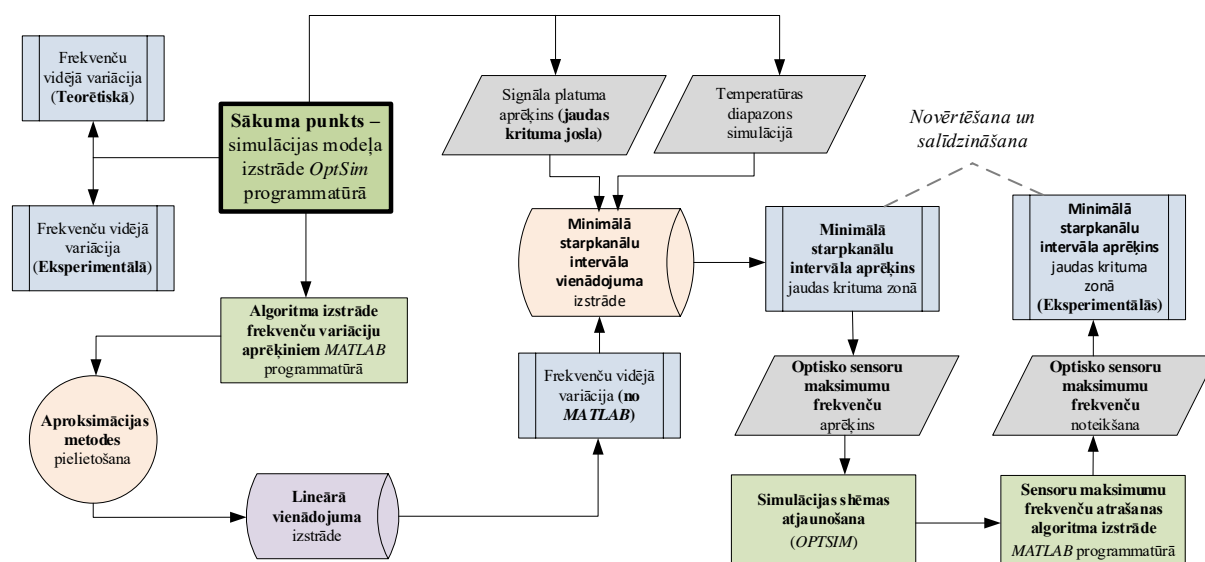 Frekvenču
vidējā variācija
(Teorētiskā)
Frekvenču vidējā
variācija
(Eksperimentālā)
Sākuma punkts –
simulācijas modeļa
izstrāde OptSim
programmatūrā
Algoritma izstrāde
frekvenču variāciju
aprēķiniem MATLAB
programmatūrā
Aproksimācijas
metodes
pielietošana
Lineārā
vienādojuma
izstrāde
Signāla platuma
aprēķins (jaudas
krituma josla)
Temperatūras
diapazons
simulācijā
Minimālā
starpkanālu
intervāla
vienādojuma
izstrāde
Frekvenču vidējā
variācija (no
MATLAB)
Novērtēšana un
salīdzināšana
Minimālā
starpkanālu
intervāla aprēķins
jaudas krituma zonā
Optisko sensoru
maksimumu
frekvenču
aprēķins
Simulācijas shēmas
atjaunošana
(OPTSIM)
Minimālā
starpkanālu
intervāla aprēķins
jaudas krituma
zonā
(Eksperimentālās)
Optisko sensoru
maksimumu
frekvenču
noteikšana
Sensoru maksimumu
frekvenču atrašanas
algoritma izstrāde
MATLAB programmatūrā